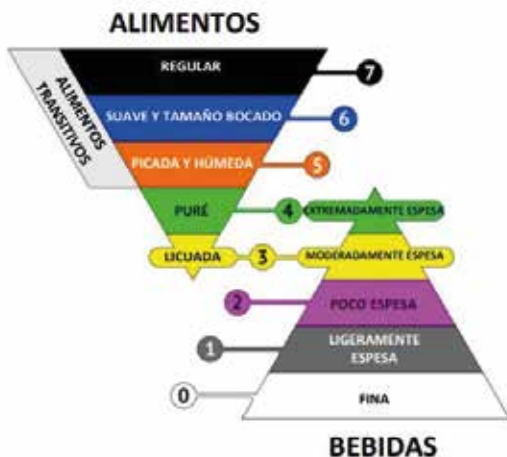 ALIMENTOS
ALIMENTOS
TRANSITIVOS
REGULAR
7
SUAVE Y TAMAÑO BOCADO
6
PICADA Y HÚMEDA
5
PURÉ
4
EXTREMADAMENTE ESPESA
LICUADA
3
MODERADAMENTE ESPESA
2
POCO ESPESA
1
LIGERAMENTE
ESPESA
0
FINA
BEBIDAS